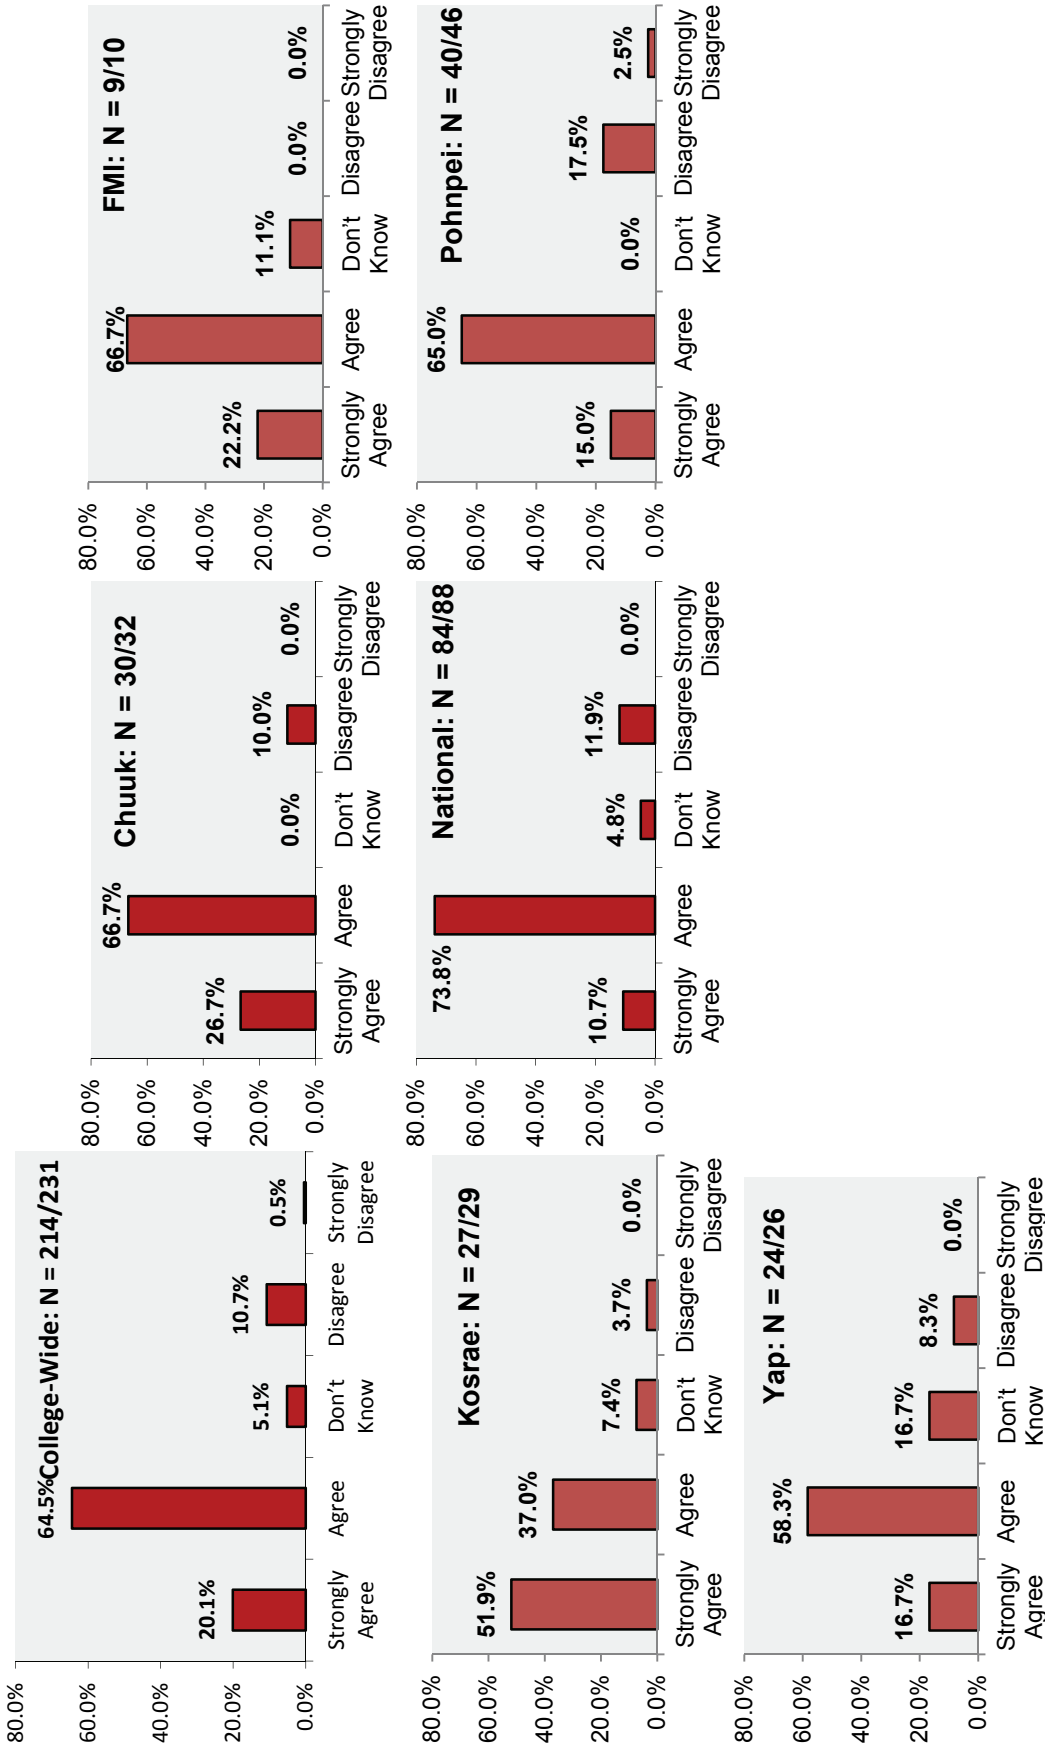 College-Wide: N = 214/231
80.0%
60.0%
40.0%
20.0%
0.0%
20.1%
64.5%
5.1%
10.7%
0.5%
Strongly
Agree
Agree
Don't
Know
Disagree
Strongly
Disagree
Chuuk: N = 30/32
80.0%
60.0%
40.0%
20.0%
0.0%
26.7%
66.7%
0.0%
10.0%
0.0%
Strongly
Agree
Agree
Don't
Know
Disagree
Strongly
Disagree
FMI: N = 9/10
80.0%
60.0%
40.0%
20.0%
0.0%
22.2%
66.7%
11.1%
0.0%
0.0%
Strongly
Agree
Agree
Don't
Know
Disagree
Strongly
Disagree
Kosrae: N = 27/29
80.0%
60.0%
40.0%
20.0%
0.0%
51.9%
37.0%
7.4%
3.7%
0.0%
Strongly
Agree
Agree
Don't
Know
Disagree
Strongly
Disagree
National: N = 84/88
80.0%
60.0%
40.0%
20.0%
0.0%
10.7%
73.8%
4.8%
11.9%
0.0%
Strongly
Agree
Agree
Don't
Know
Disagree
Strongly
Disagree
Pohnpei: N = 40/46
80.0%
60.0%
40.0%
20.0%
0.0%
15.0%
65.0%
0.0%
17.5%
2.5%
Strongly
Agree
Agree
Don't
Know
Disagree
Strongly
Disagree
Yap: N = 24/26
80.0%
60.0%
40.0%
20.0%
0.0%
16.7%
58.3%
16.7%
8.3%
0.0%
Strongly
Agree
Agree
Don't
Know
Disagree
Strongly
Disagree